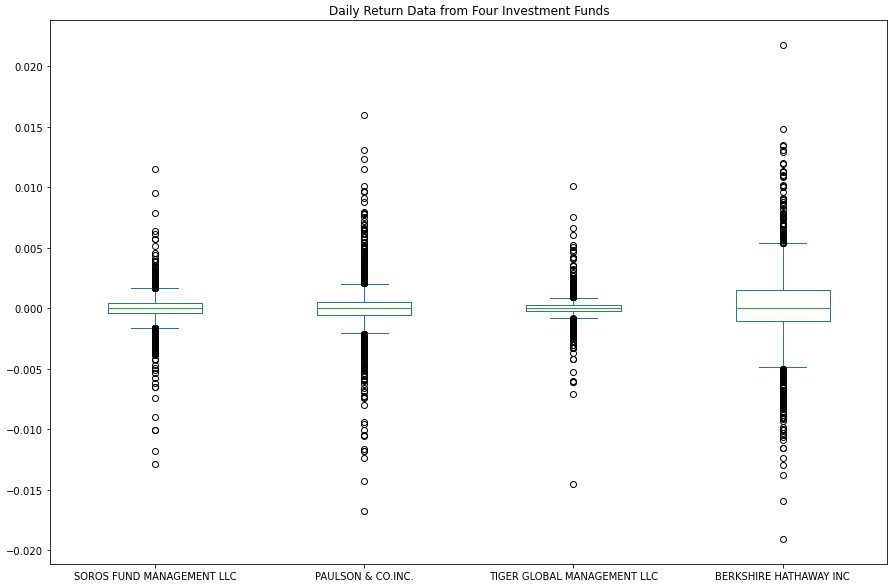 Daily Return Data from Four Investment Funds
0.020
0.015
0.010
0.005
0.000
−0.005
−0.010
−0.015
−0.020
SOROS FUND MANAGEMENT LLC
PAULSON & CO.INC.
TIGER GLOBAL MANAGEMENT LLC
BERKSHIRE HATHAWAY INC